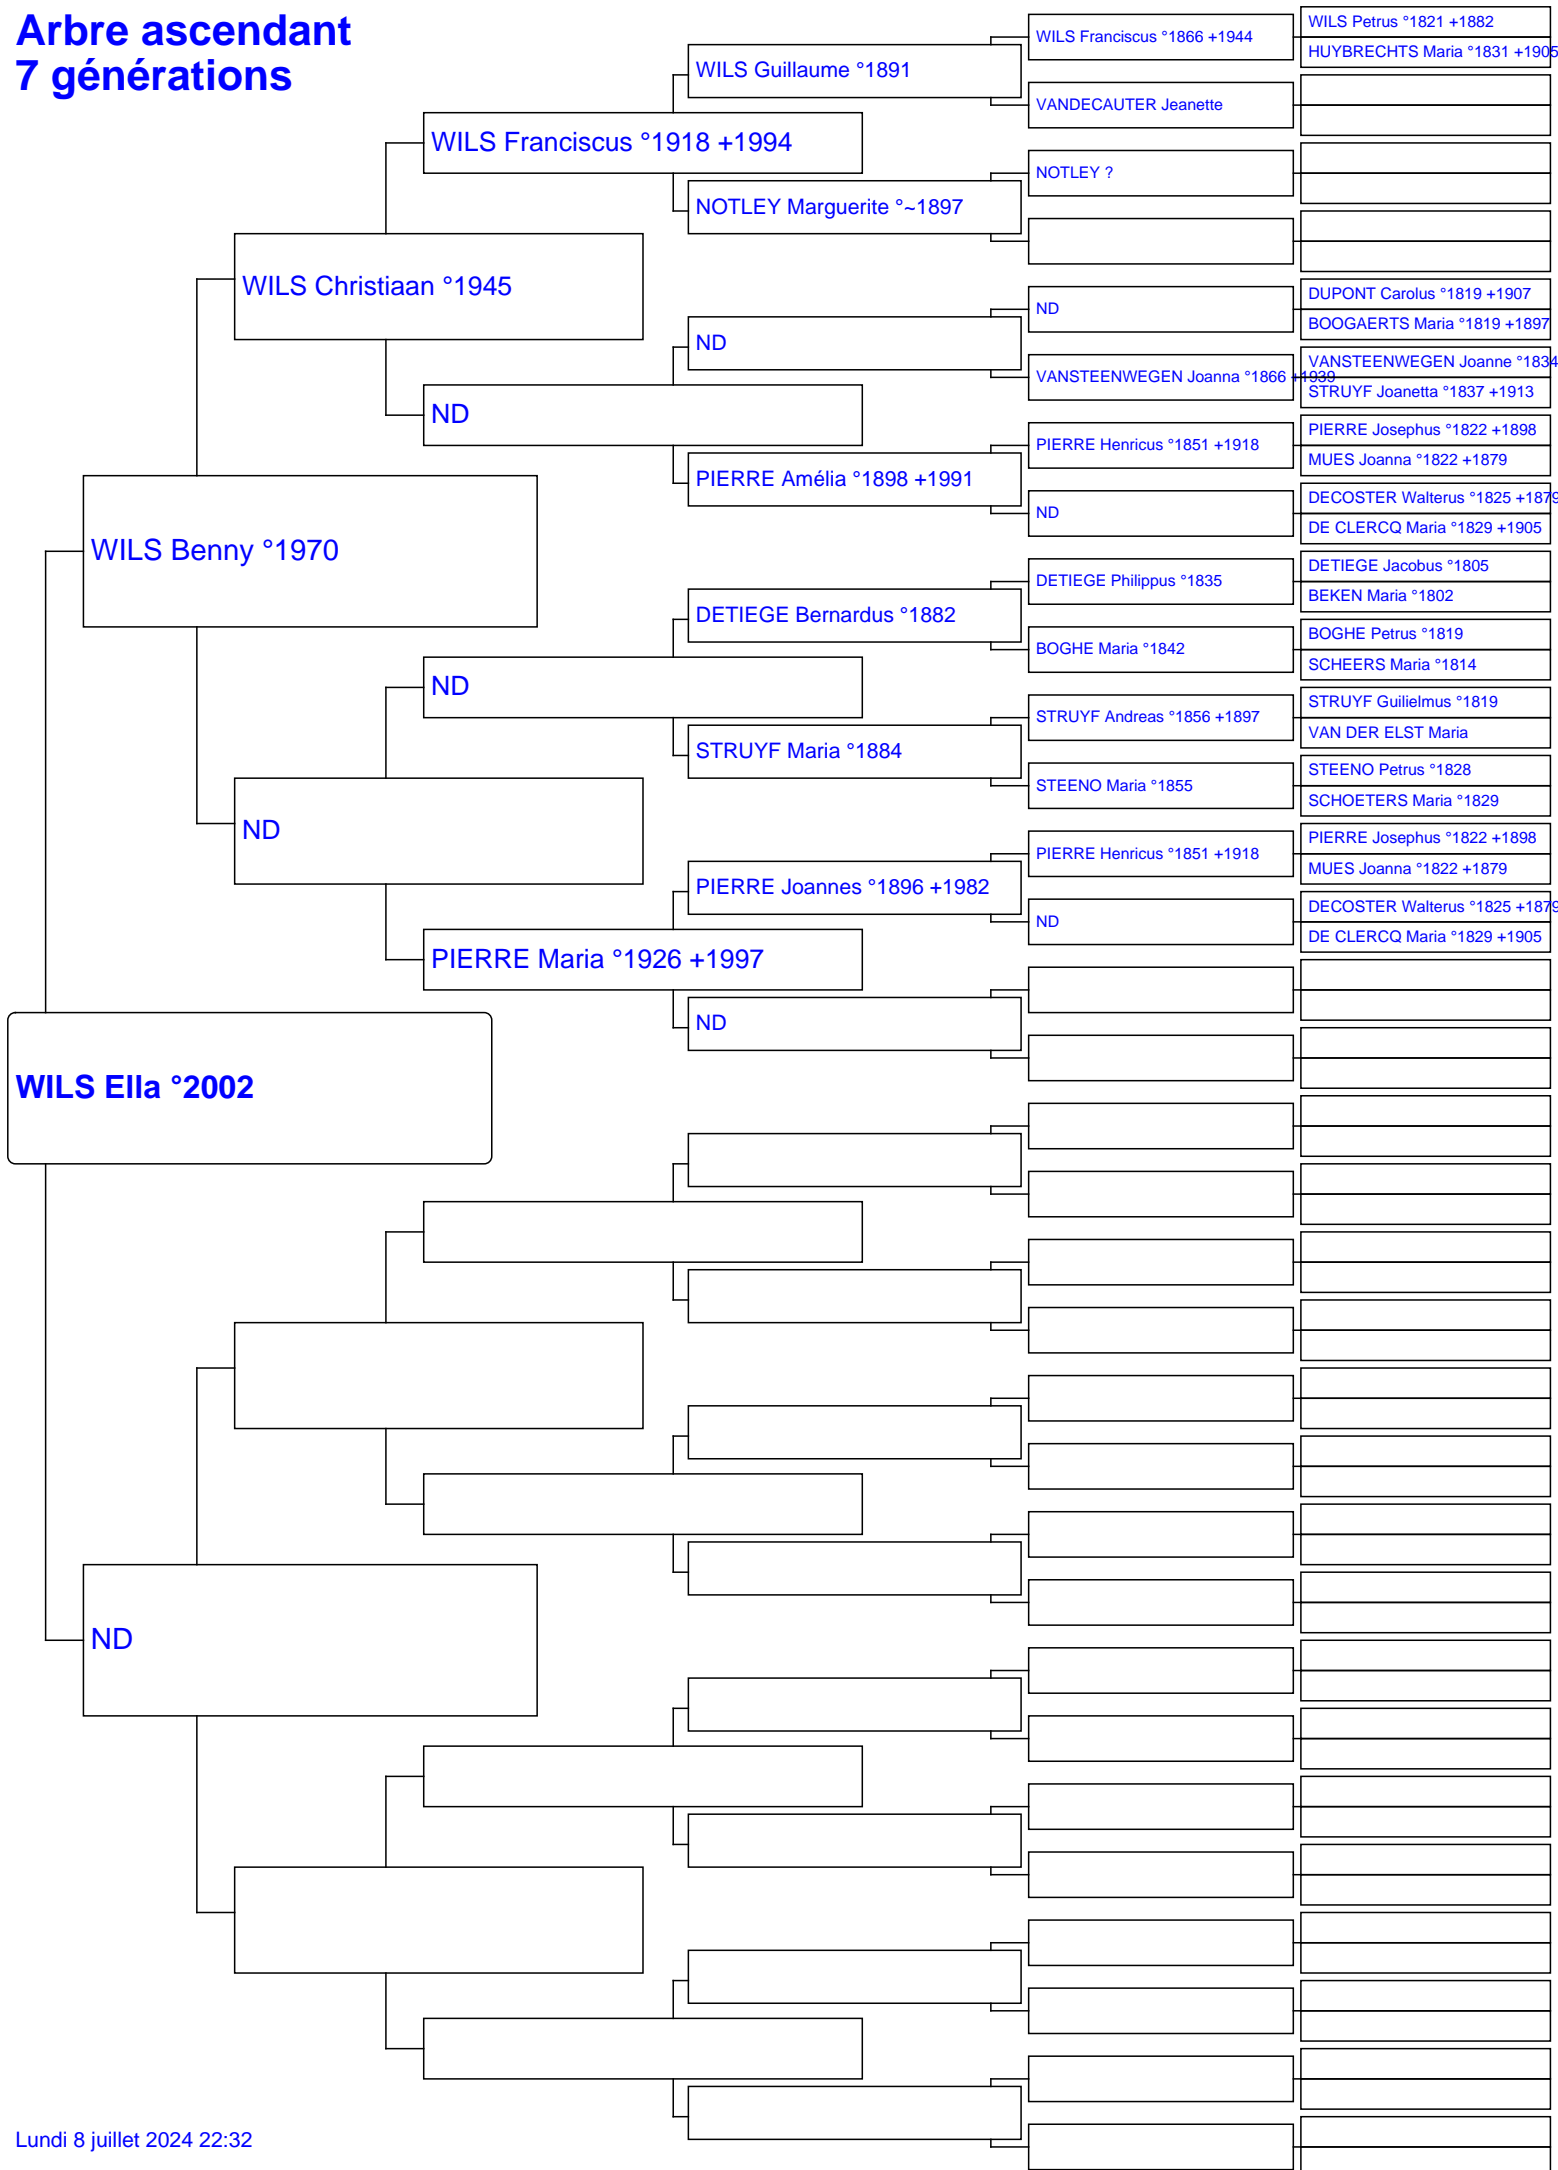 Arbre ascendant
7 générations
WILS Ella °2002
WILS Benny °1970
ND
WILS Christiaan °1945
ND
WILS Franciscus °1918 +1994
ND
ND
PIERRE Maria °1926 +1997
WILS Guillaume °1891
NOTLEY Marguerite °~1897
ND
PIERRE Amélia °1898 +1991
DETIEGE Bernardus °1882
STRUYF Maria °1884
PIERRE Joannes °1896 +1982
ND
WILS Franciscus °1866 +1944
VANDECAUTER Jeanette
NOTLEY ?
ND
VANSTEENWEGEN Joanna °1866 +1939
PIERRE Henricus °1851 +1918
ND
DETIEGE Philippus °1835
BOGHE Maria °1842
STRUYF Andreas °1856 +1897
STEENO Maria °1855
PIERRE Henricus °1851 +1918
ND
WILS Petrus °1821 +1882
HUYBRECHTS Maria °1831 +1905
DUPONT Carolus °1819 +1907
BOOGAERTS Maria °1819 +1897
VANSTEENWEGEN Joanne °1834
STRUYF Joanetta °1837 +1913
PIERRE Josephus °1822 +1898
MUES Joanna °1822 +1879
DECOSTER Walterus °1825 +1879
DE CLERCQ Maria °1829 +1905
DETIEGE Jacobus °1805
BEKEN Maria °1802
BOGHE Petrus °1819
SCHEERS Maria °1814
STRUYF Guilielmus °1819
VAN DER ELST Maria
STEENO Petrus °1828
SCHOETERS Maria °1829
PIERRE Josephus °1822 +1898
MUES Joanna °1822 +1879
DECOSTER Walterus °1825 +1879
DE CLERCQ Maria °1829 +1905
Lundi 8 juillet 2024 22:32